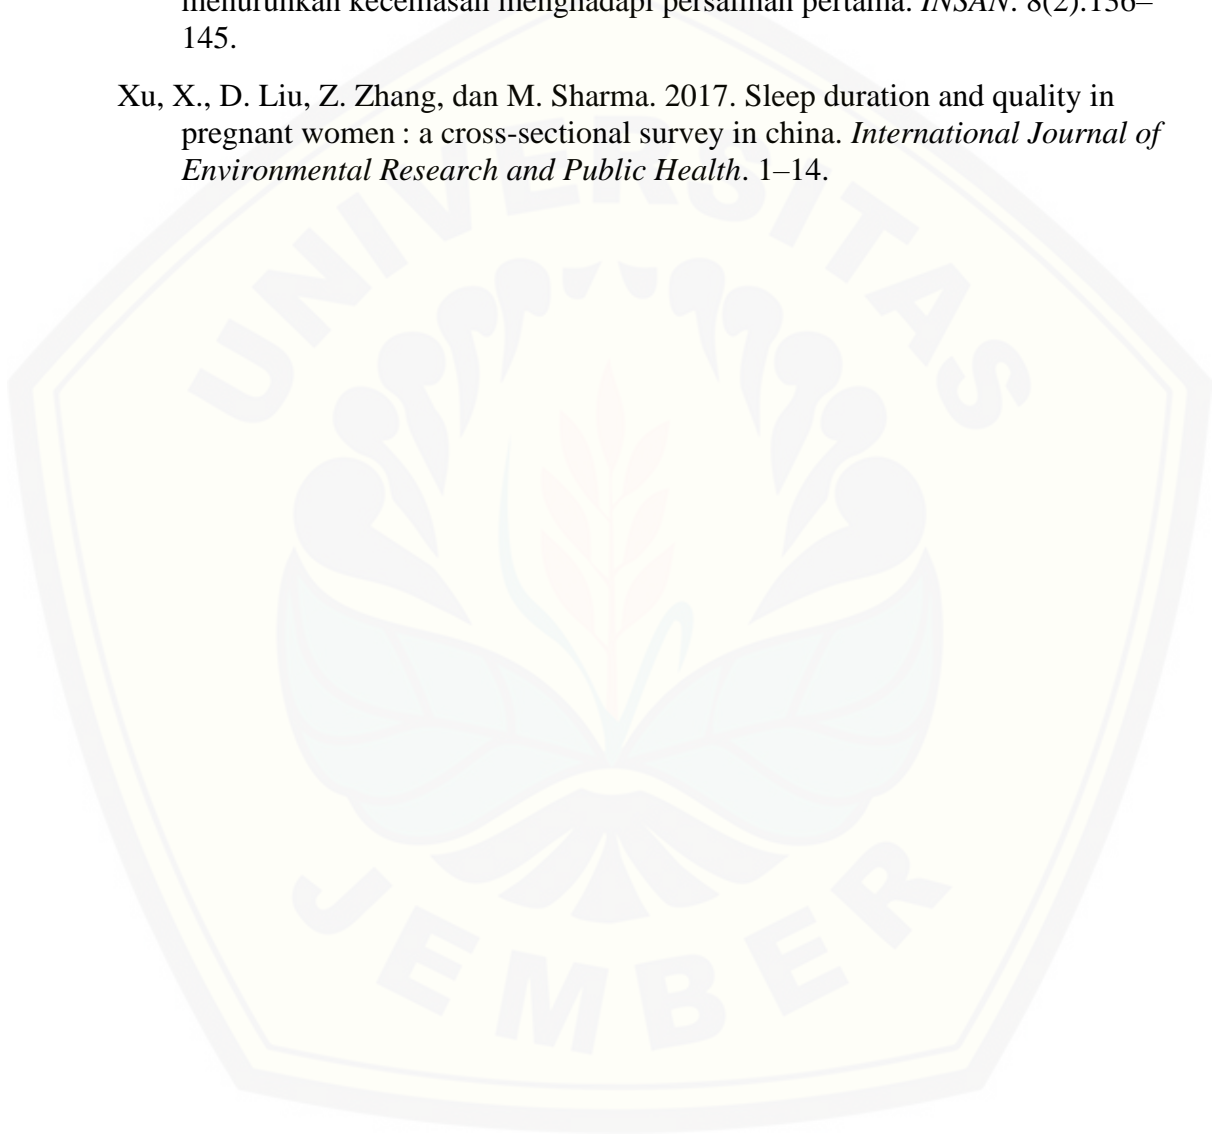 menurunkan kecemasan menghadapi persalinan pertama. INSAN. 8(2):136–
145.
Xu, X., D. Liu, Z. Zhang, dan M. Sharma. 2017. Sleep duration and quality in
pregnant women : a cross-sectional survey in china. International Journal of
Environmental Research and Public Health. 1–14.
UNIVERSITAS
JEMBER